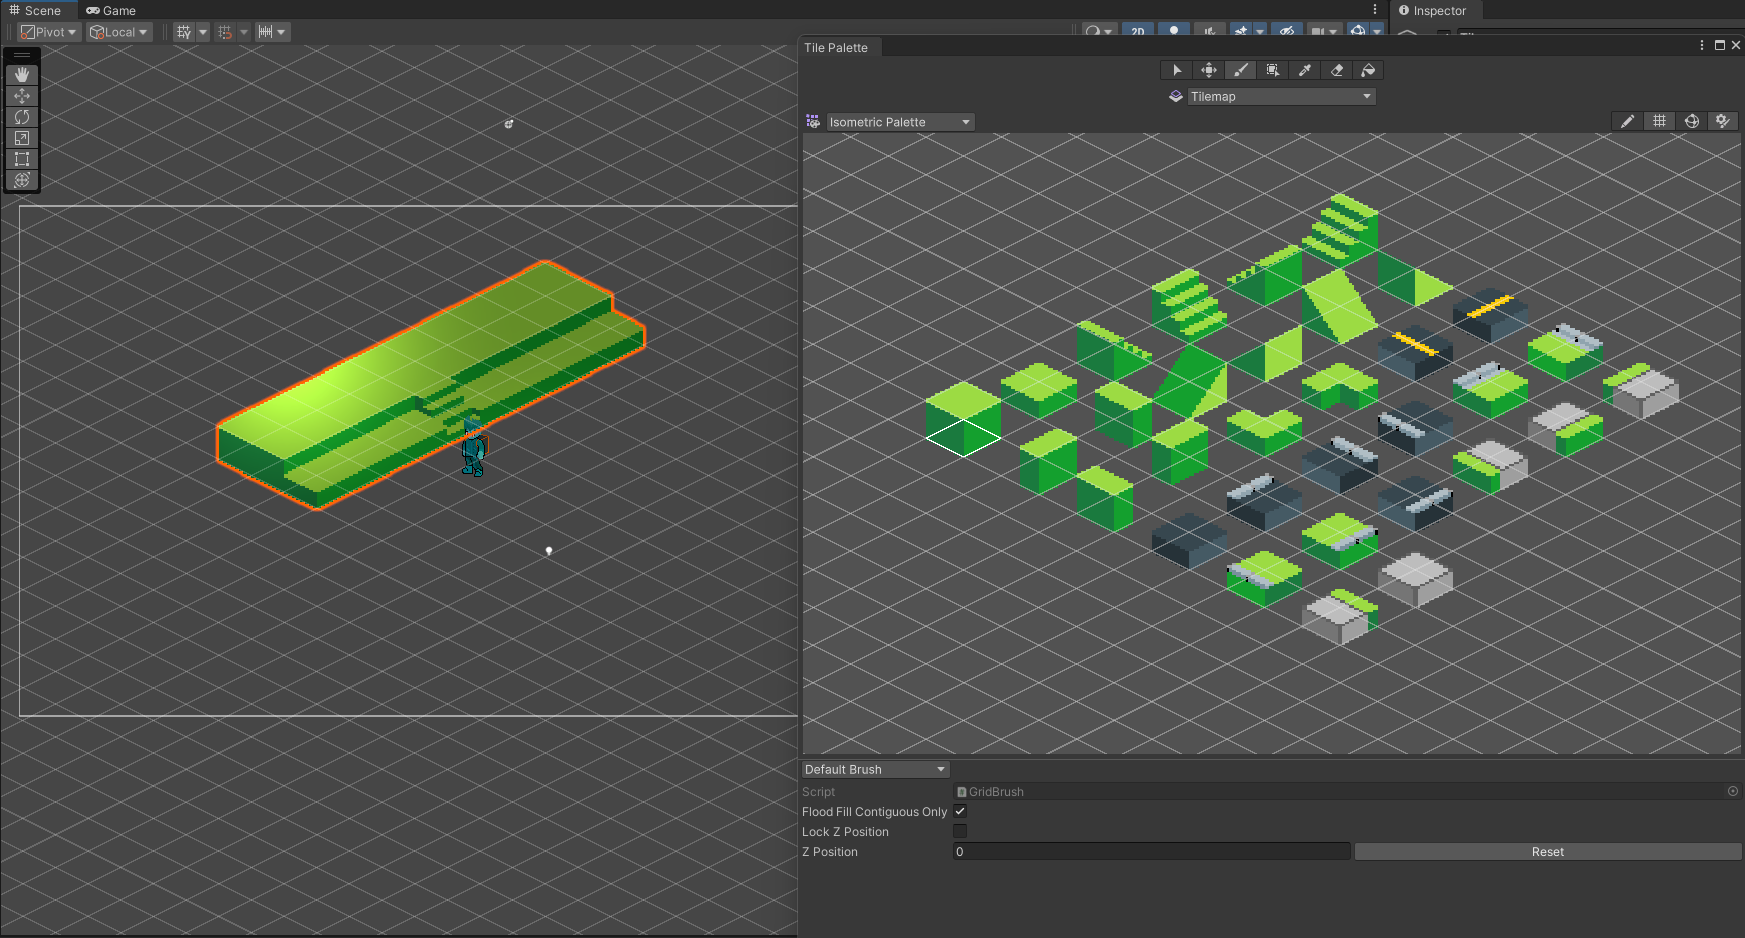 Scene
Game
Inspector
Pivot
Local
2D
Tile Palette
Tilemap
Isometric Palette
Default Brush
Script
GridBrush
Flood Fill Contiguous Only
Lock Z Position
Z Position
0
Reset